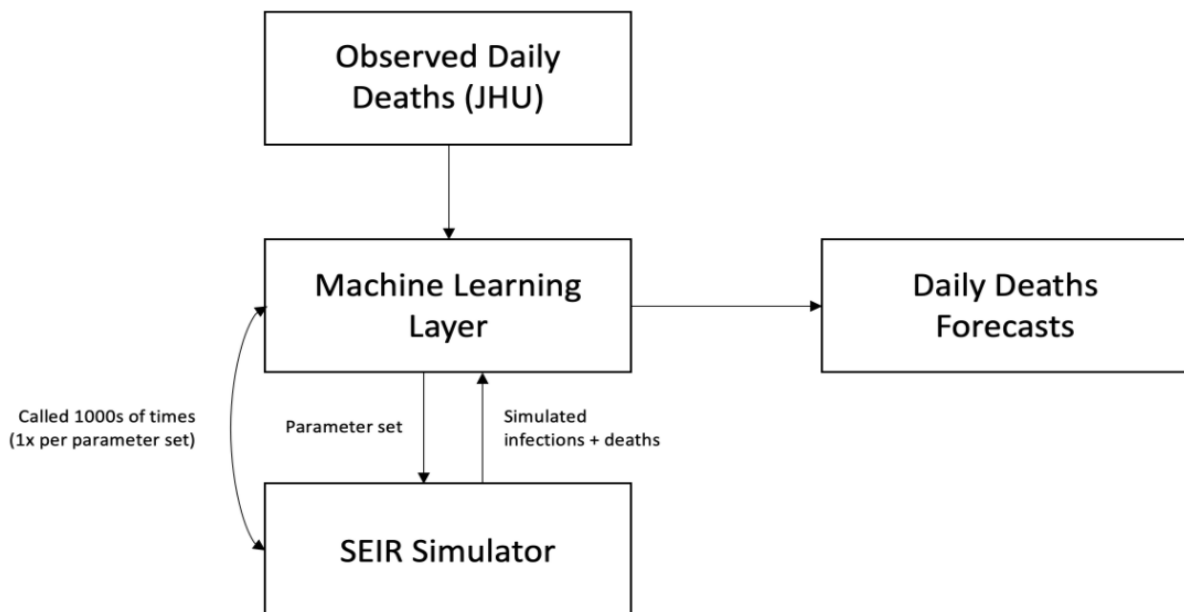 Observed Daily
Deaths (JHU)
Machine Learning
Layer
Daily Deaths
Forecasts
Called 1000s of times
(1x per parameter set)
Parameter set
Simulated
infections + deaths
SEIR Simulator